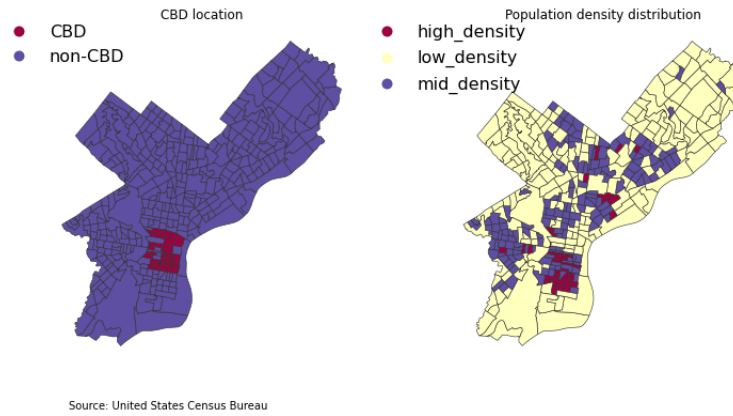 CBD location
CBD
non-CBD
Population density distribution
high_density
low_density
mid_density
Source: United States Census Bureau